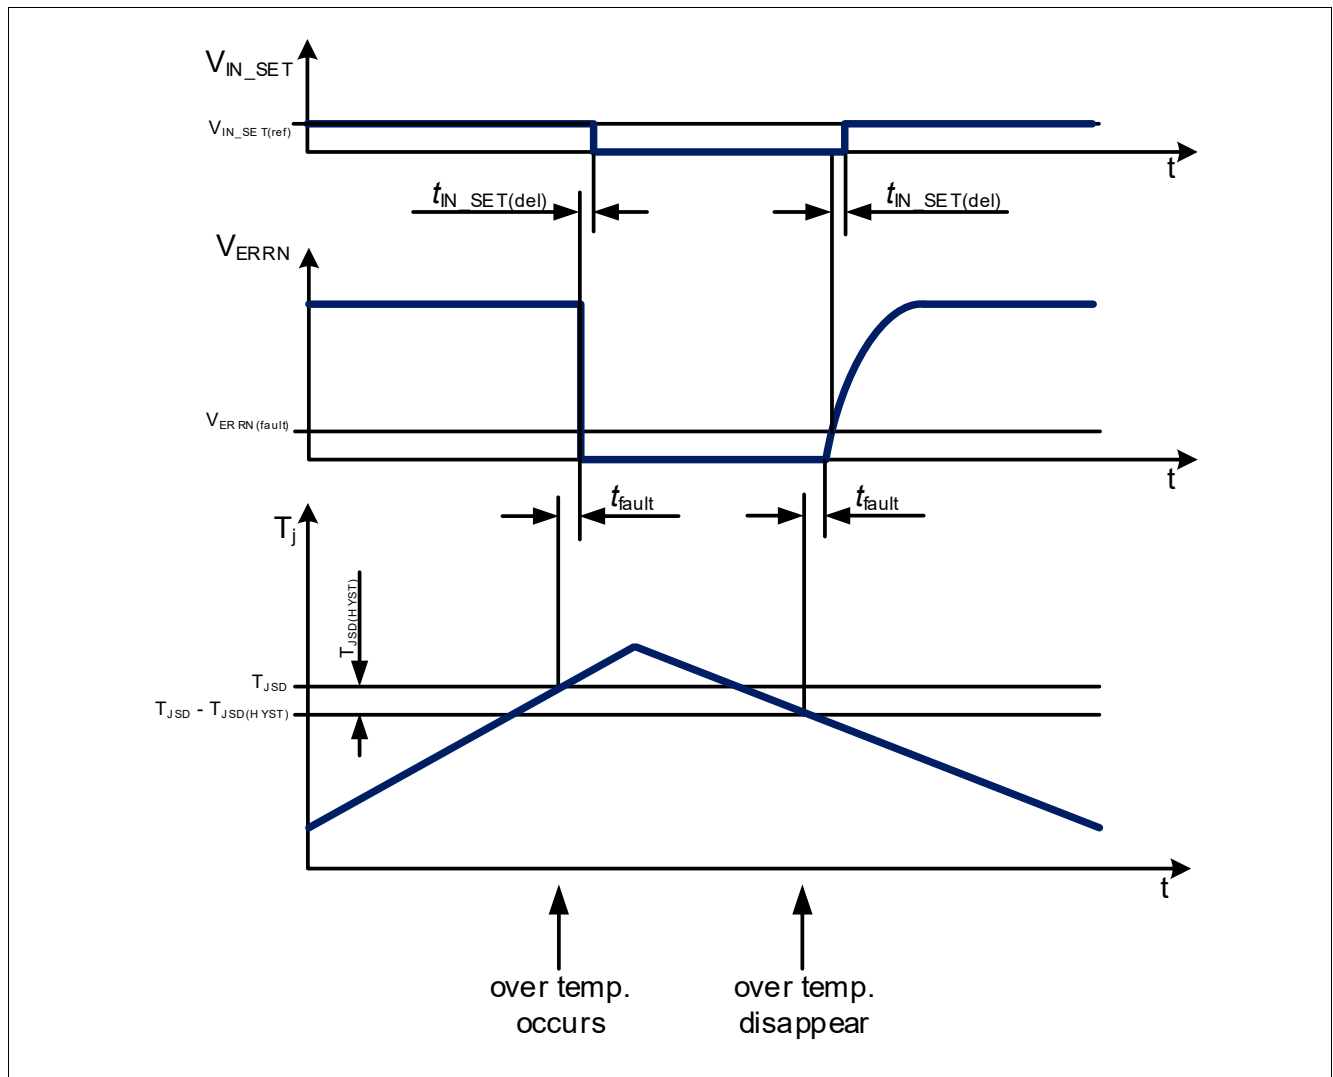 V_IN_SET
V_IN_SET(ref)
t
t_IN_SET(del)
t_IN_SET(del)
V_ERRN
V_ERRN(fault)
t
t_fault
t_fault
T_j
T_JSD(HYST)
T_JSD
T_JSD - T_JSD(HYST)
t
over temp.
occurs
over temp.
disappear